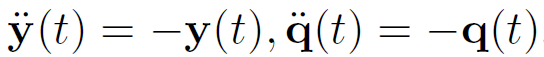 ÿ(t) = −y(t), q̈(t) = −q(t)